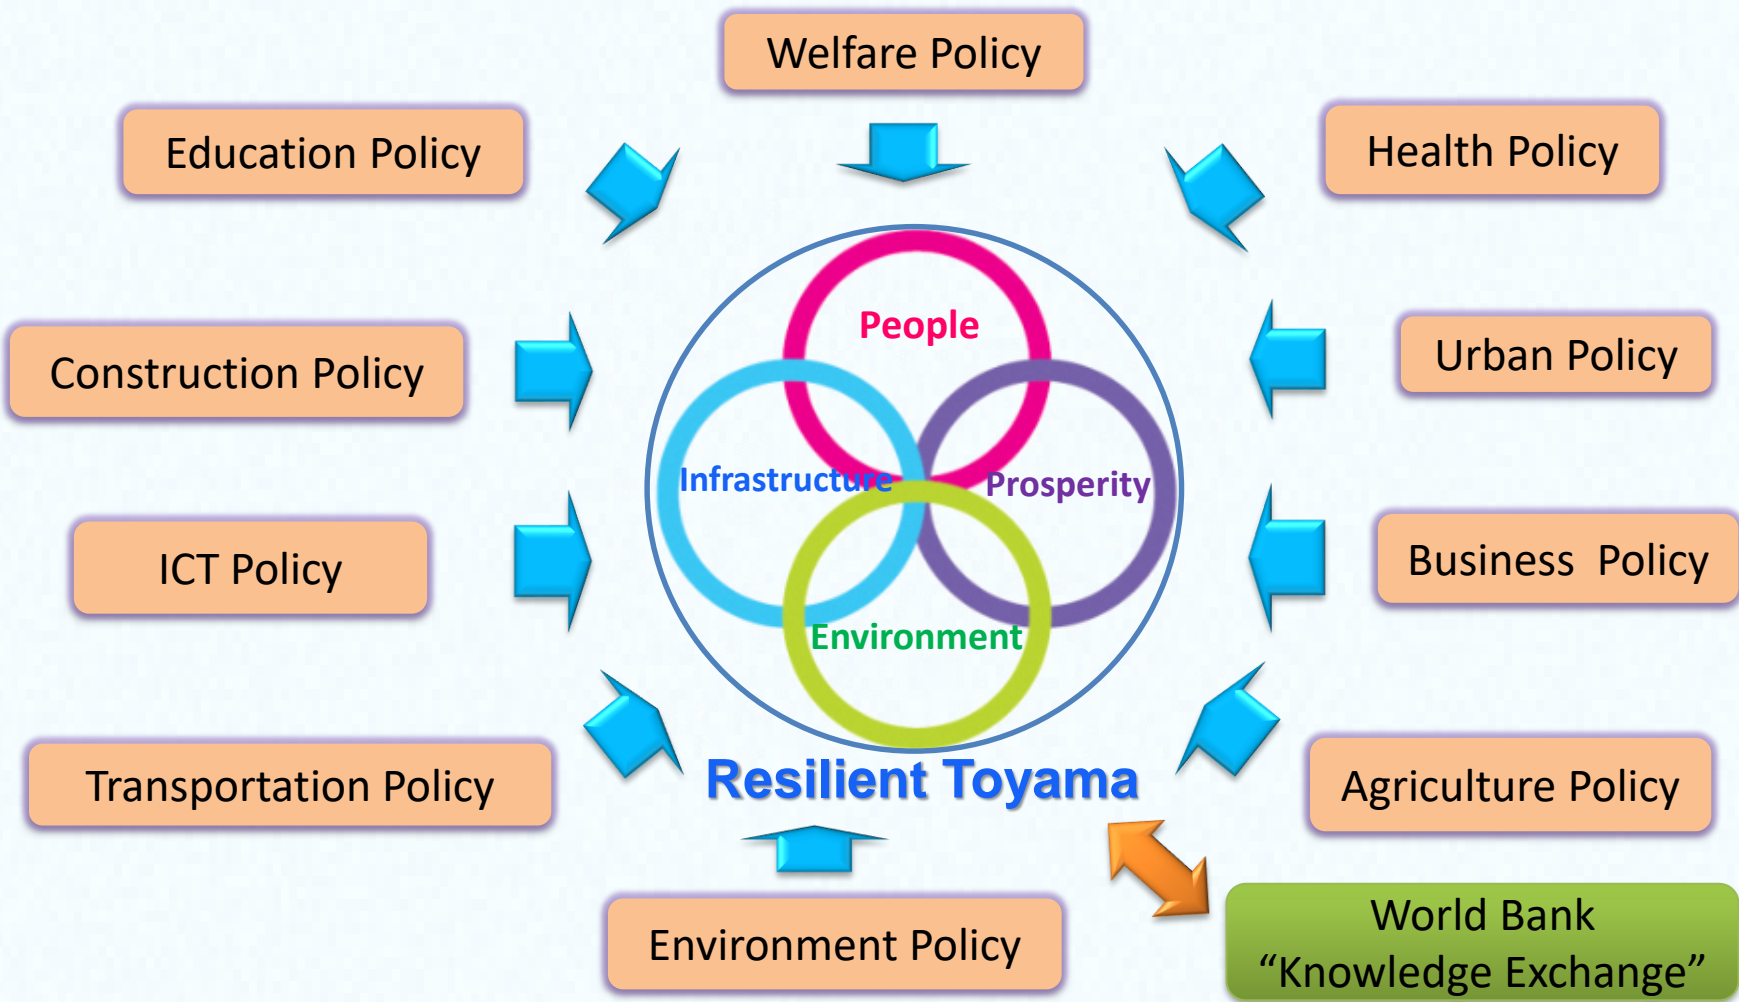 Welfare Policy
Education Policy
Health Policy
People
Construction Policy
Urban Policy
Infrastructure
Prosperity
ICT Policy
Business  Policy
Environment
Transportation Policy
Resilient Toyama
Agriculture Policy
Environment Policy
World Bank
“Knowledge Exchange”